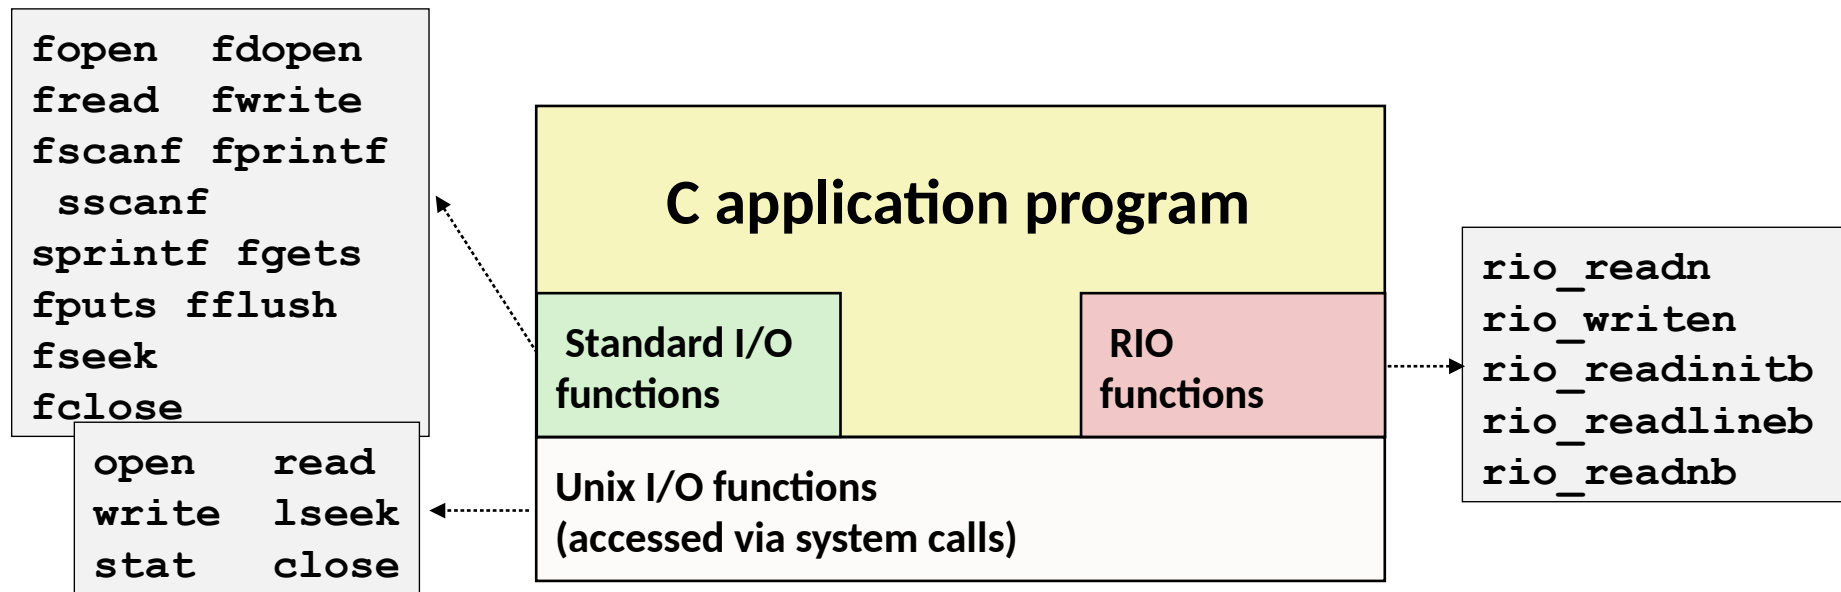 fopen fdopen
fread fwrite
fscanf fprintf
sscanf
sprintf fgets
fputs fflush
fseek
fclose
open read
write lseek
stat close
C application program
Standard I/O
functions
RIO
functions
Unix I/O functions
(accessed via system calls)
rio_readn
rio_writen
rio_readinitb
rio_readlineb
rio_readnb